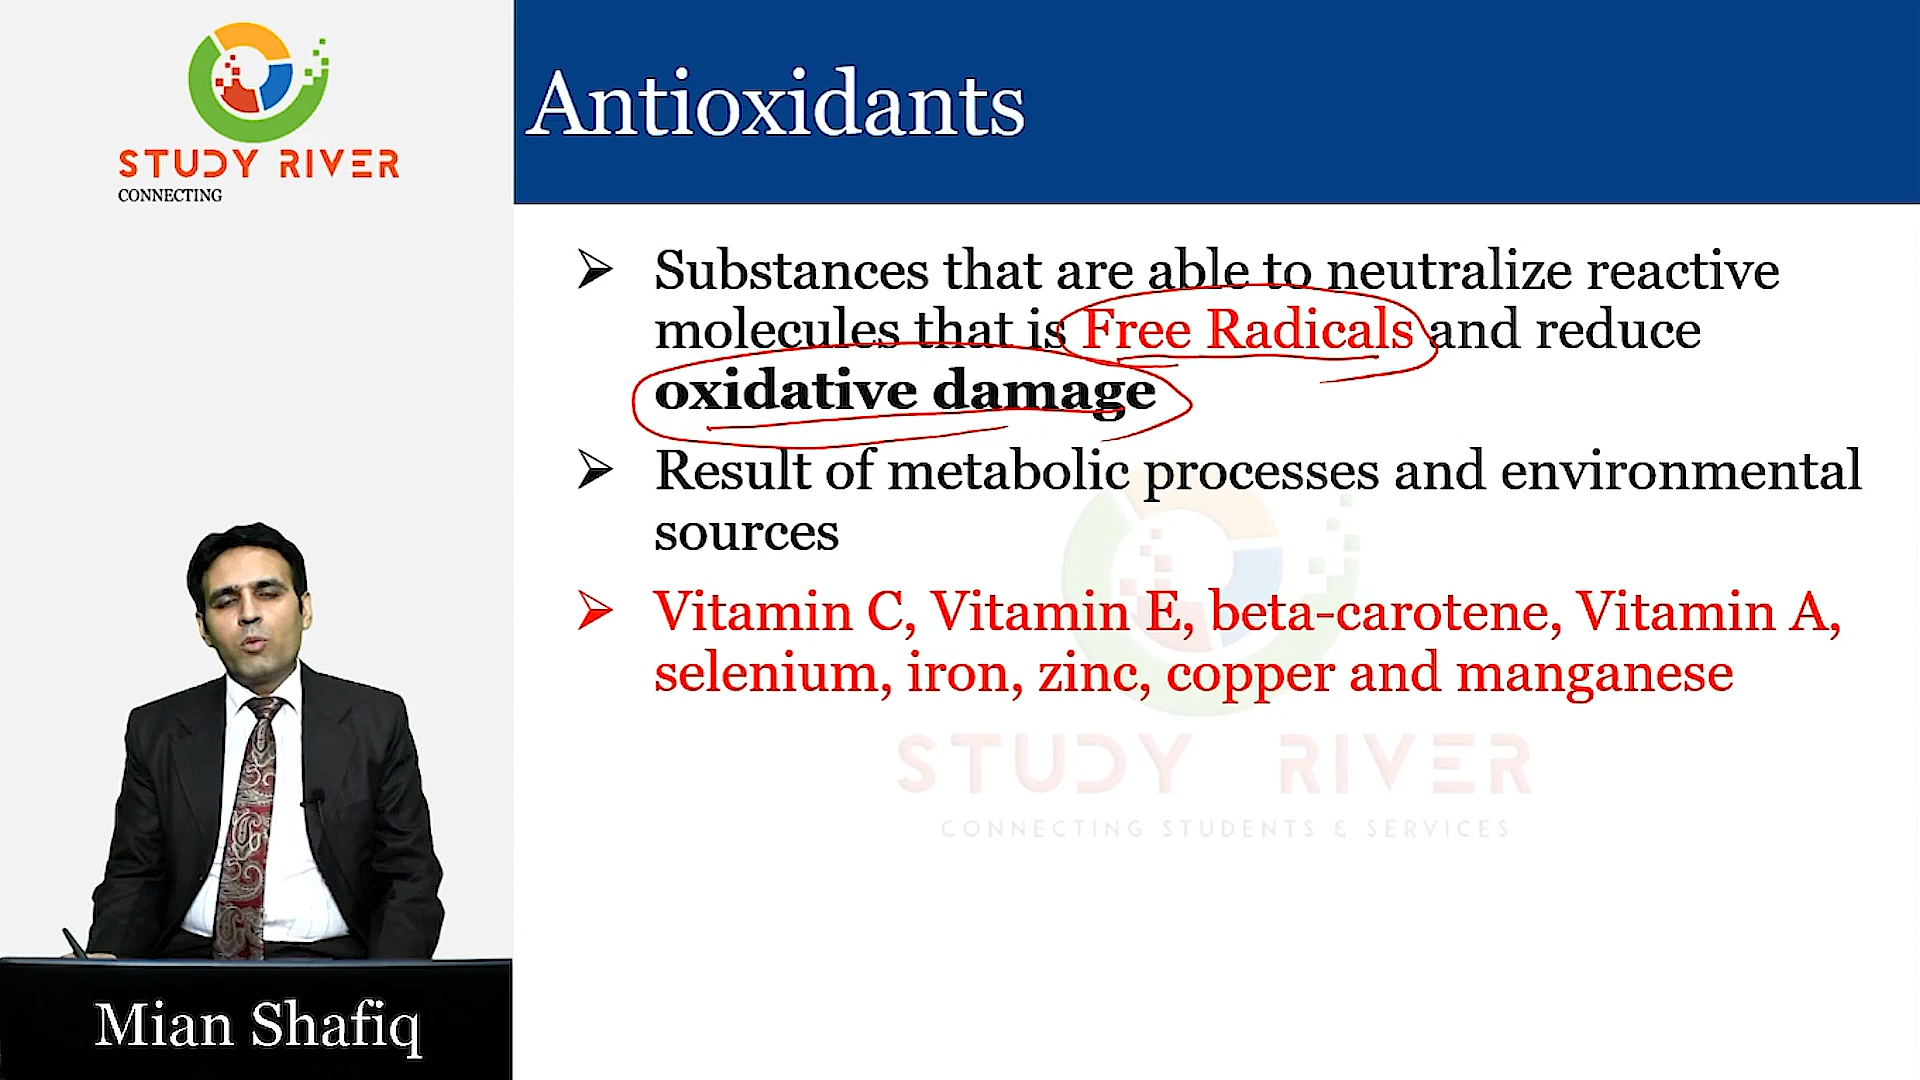 STUDY RIVER
CONNECTING
Antioxidants
Substances that are able to neutralize reactive
molecules that is Free Radicals and reduce
oxidative damage
Result of metabolic processes and environmental
sources
Vitamin C, Vitamin E, beta-carotene, Vitamin A,
selenium, iron, zinc, copper and manganese
STUDY RIVER
CONNECTING STUDENTS & SERVICES
Mian Shafiq